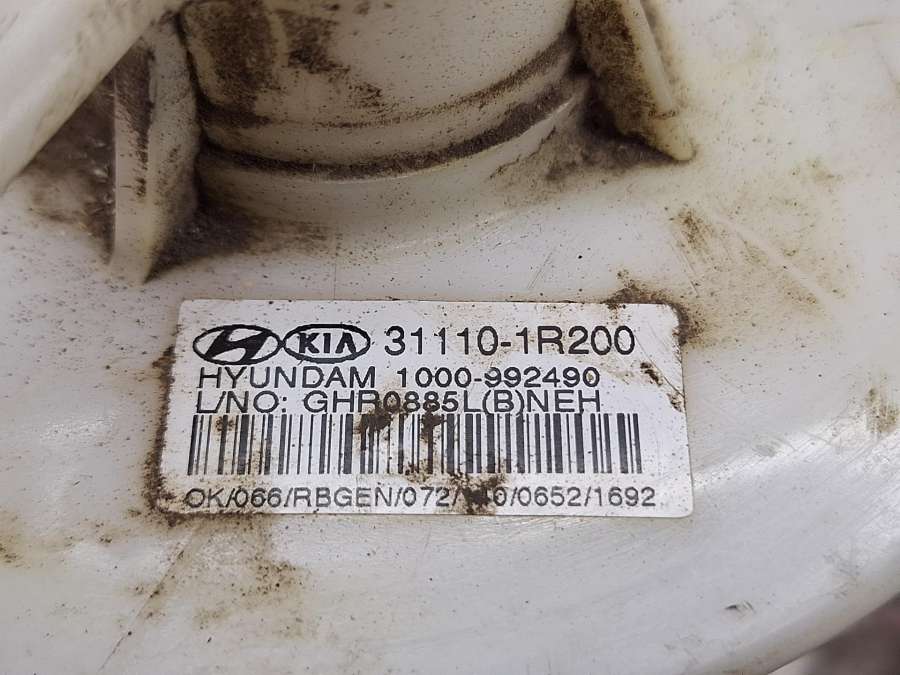 KIA 31110-1R200
HYUNDAM 1000-992490
L/NO: GHR0885L(B)NEH